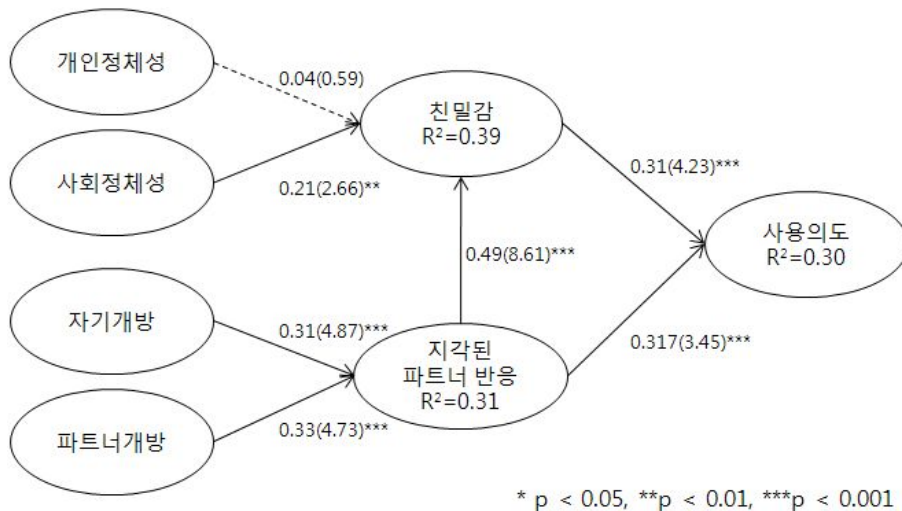 개인정체성
0.04(0.59)
친밀감
R²=0.39
사회정체성
0.21(2.66)**
0.31(4.23)***
사용의도
R²=0.30
0.49(8.61)***
자기개방
0.31(4.87)***
지각된
파트너 반응
R²=0.31
0.317(3.45)***
파트너개방
0.33(4.73)***
* p < 0.05, **p < 0.01, ***p < 0.001